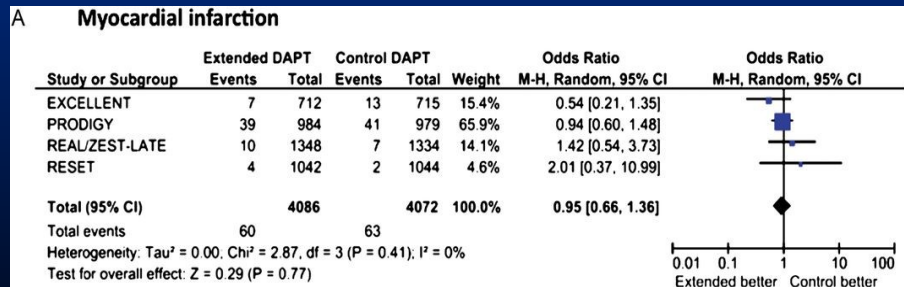 A Myocardial infarction
Extended DAPT Control DAPT Odds Ratio Odds Ratio
Study or Subgroup Events Total Events Total Weight M-H, Random, 95% CI M-H, Random, 95% CI
EXCELLENT 7 712 13 715 15.4% 0.54 [0.21, 1.35]
PRODIGY 39 984 41 979 65.9% 0.94 [0.60, 1.48]
REAL/ZEST-LATE 10 1348 7 1334 14.1% 1.42 [0.54, 3.73]
RESET 4 1042 2 1044 4.6% 2.01 [0.37, 10.99]
Total (95% CI) 4086 4072 100.0% 0.95 [0.66, 1.36]
Total events 60 63
Heterogeneity: Tau² = 0.00; Chi² = 2.87, df = 3 (P = 0.41); I² = 0%
Test for overall effect: Z = 0.29 (P = 0.77)
0.01 0.1 1 10 100
Extended better Control better